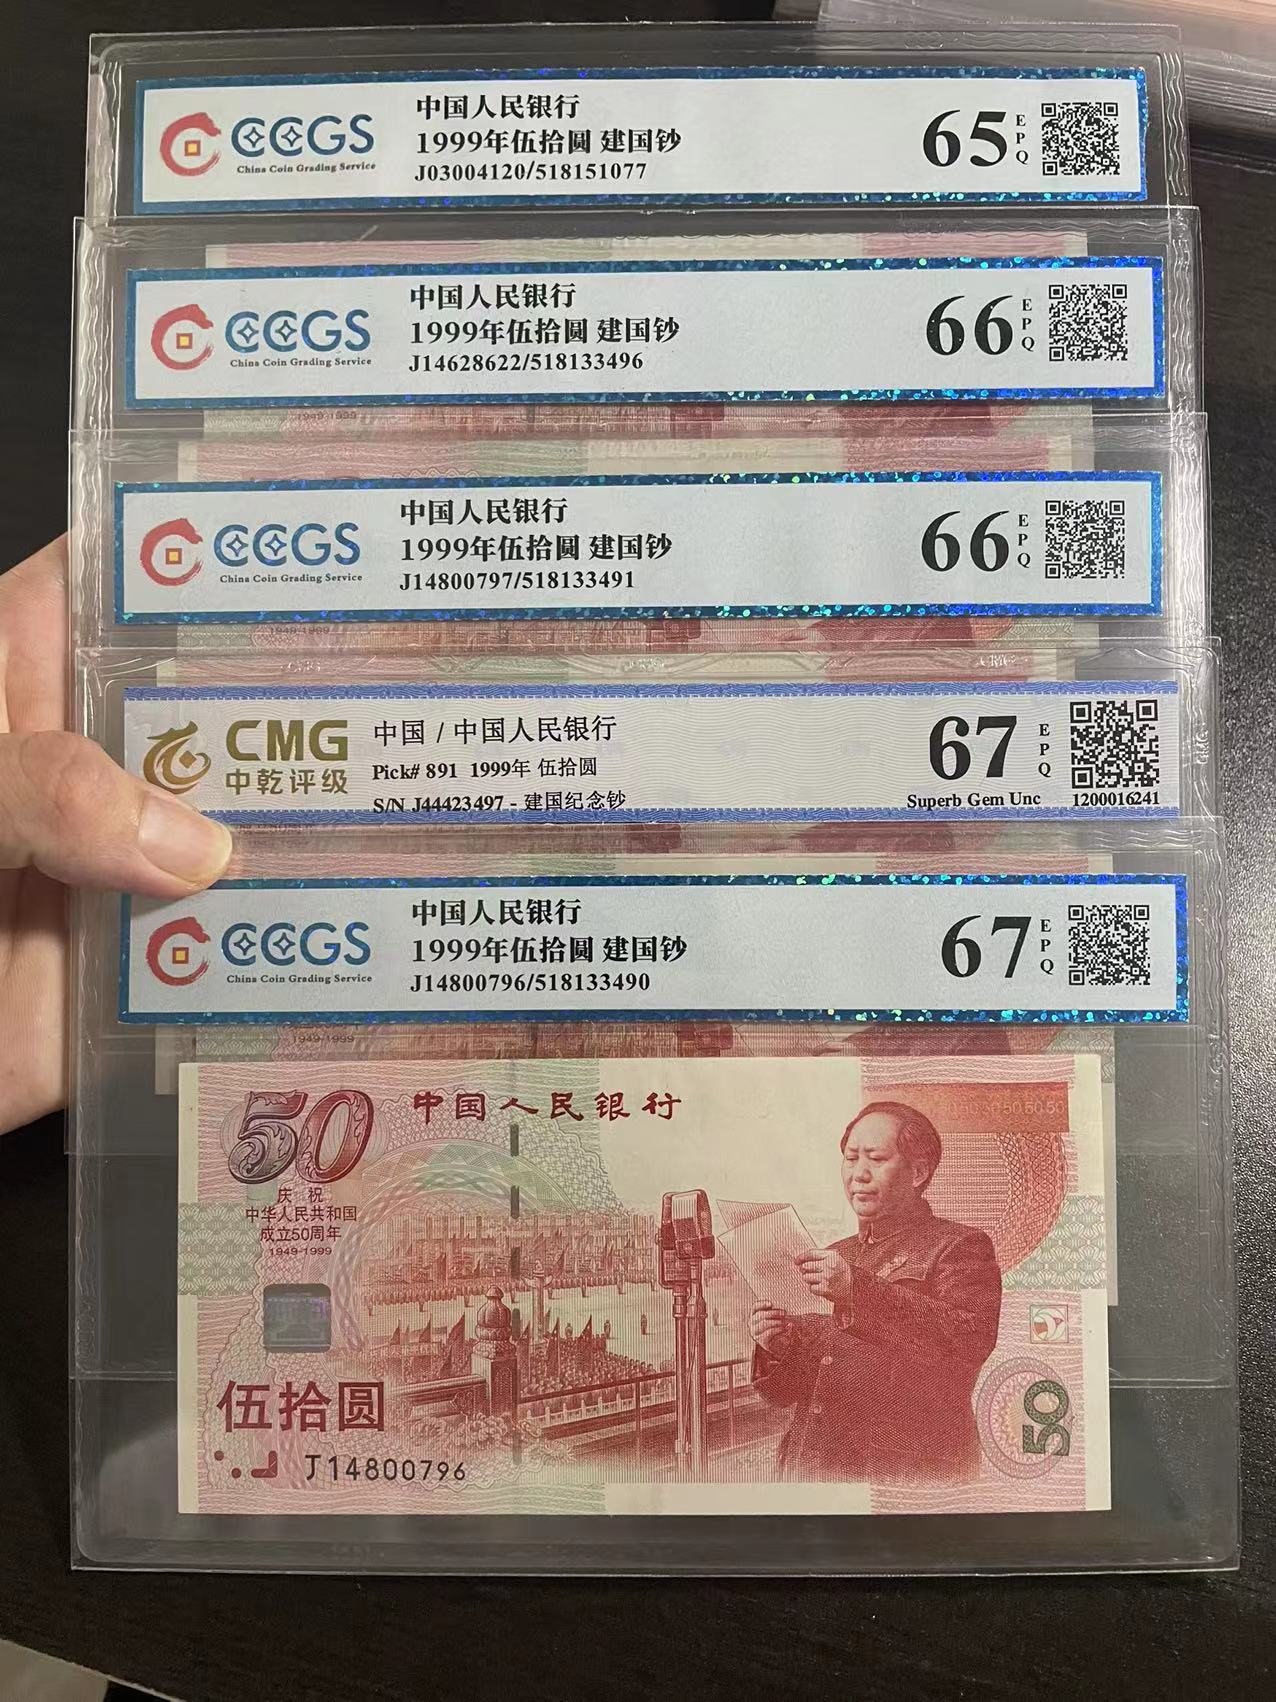 CCGS
China Coin Grading Service
中国人民银行
1999年伍拾圆 建国钞
J03004120/518151077
65
EPQ
CCGS
China Coin Grading Service
中国人民银行
1999年伍拾圆 建国钞
J14628622/518133496
66
EPQ
1949-1999
CCGS
China Coin Grading Service
中国人民银行
1999年伍拾圆 建国钞
J14800797/518133491
66
EPQ
1949-1999
CMG
CMG
CMG
中乾评级
中国 / 中国人民银行
Pick# 891 1999年 伍拾圆
S/N J44423497 - 建国纪念钞
67
EPQ
Superb Gem Unc
1200016241
CCGS
China Coin Grading Service
中国人民银行
1999年伍拾圆 建国钞
J14800796/518133490
67
EPQ
1949-1999
50
中国人民银行
庆祝
中华人民共和国
成立50周年
1949-1999
伍拾圆
J14800796
50